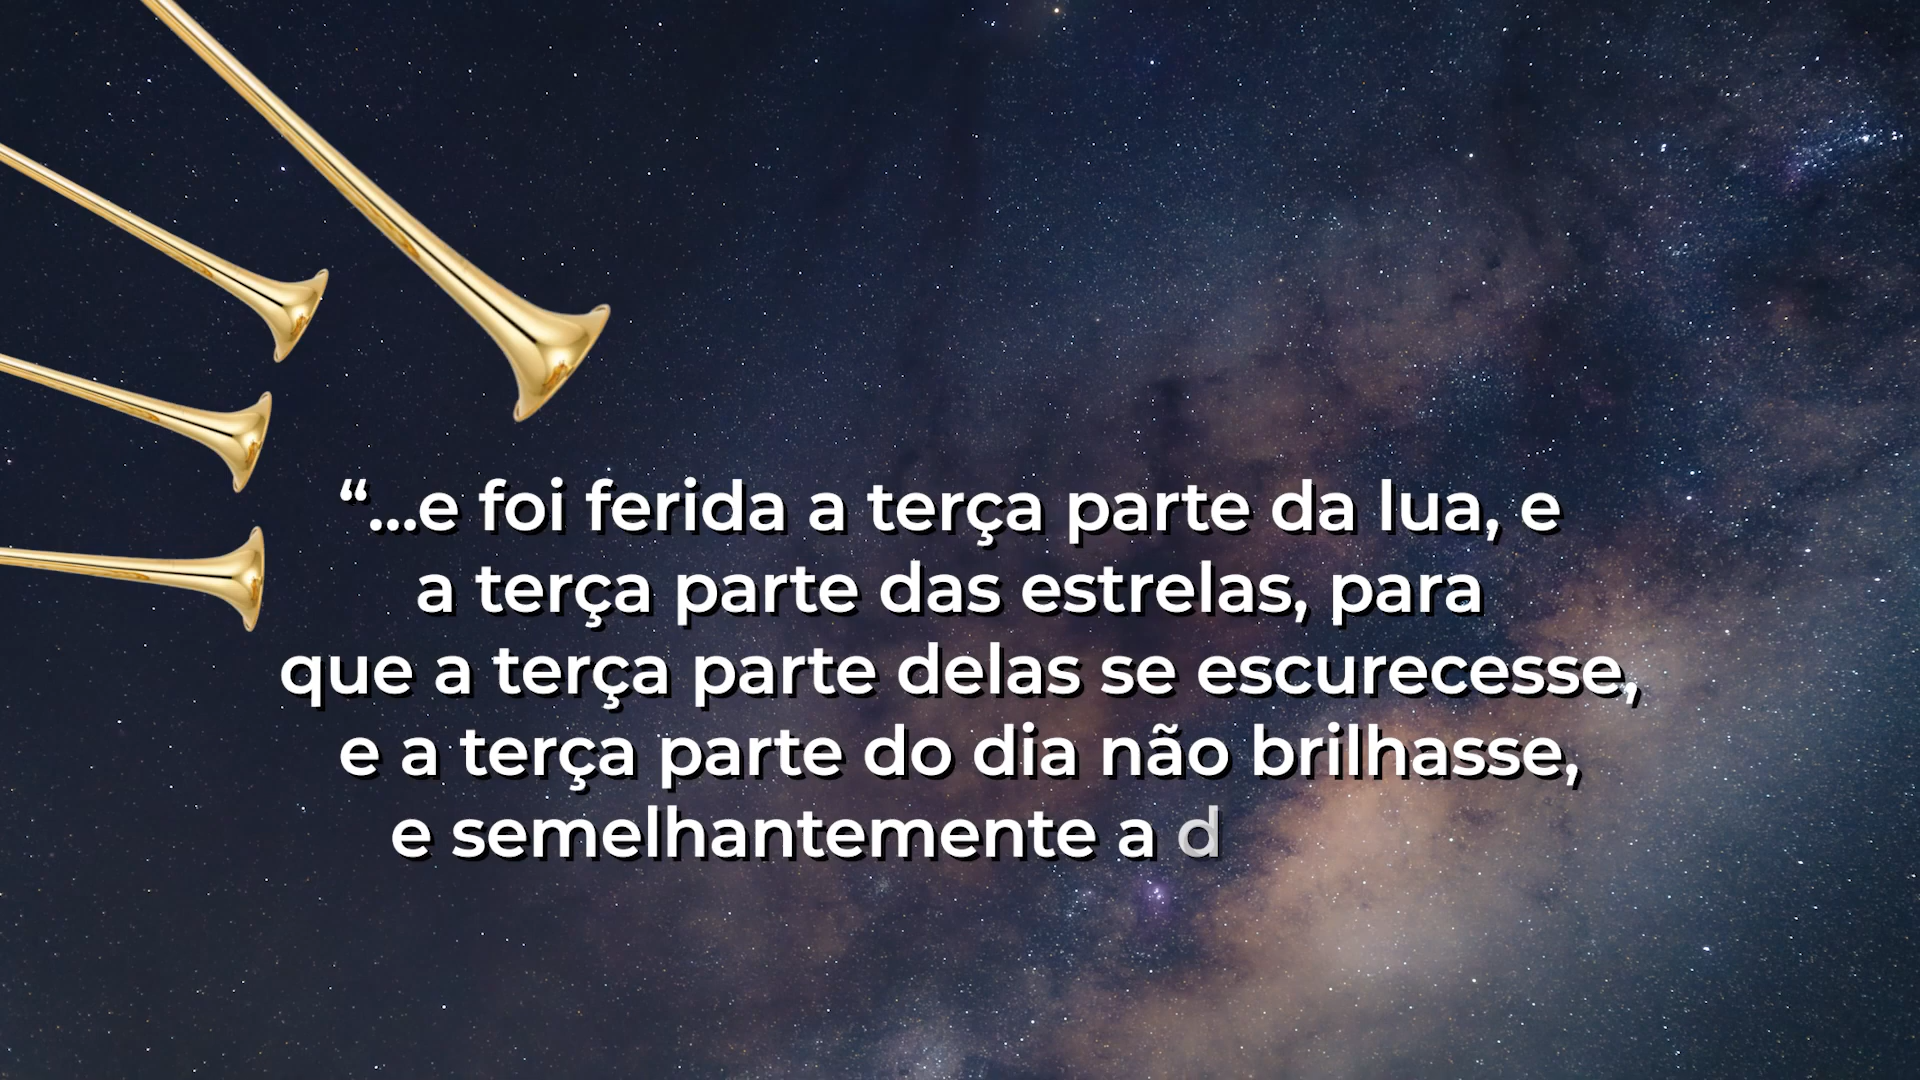 “...e foi ferida a terça parte da lua, e
a terça parte das estrelas, para
que a terça parte delas se escurecesse,
e a terça parte do dia não brilhasse,
e semelhantemente a d